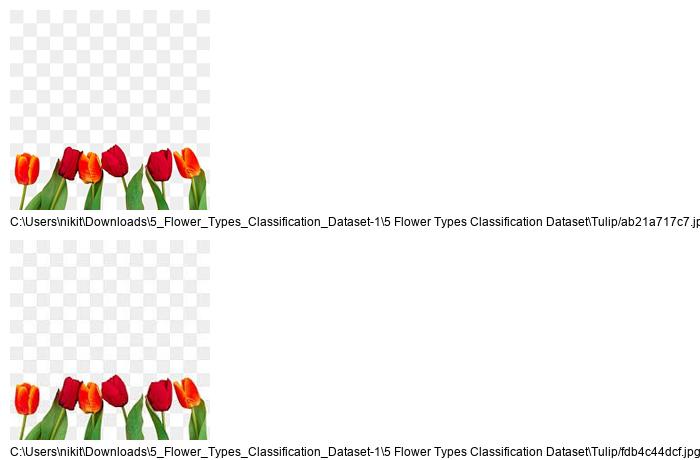 C:\Users\nikit\Downloads\5_Flower_Types_Classification_Dataset-1\5 Flower Types Classification Dataset\Tulip/ab21a717c7.jp
C:\Users\nikit\Downloads\5_Flower_Types_Classification_Dataset-1\5 Flower Types Classification Dataset\Tulip/fdb4c44dcf.jpg